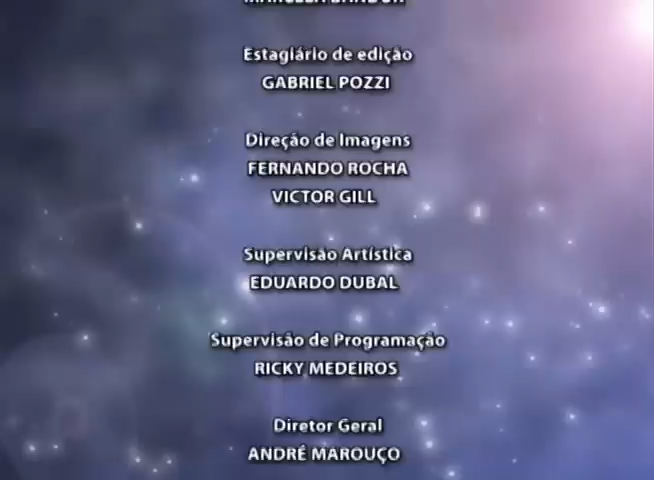 Estagiário de edição
GABRIEL POZZI
Direção de Imagens
FERNANDO ROCHA
VICTOR GILL
Supervisão Artística
EDUARDO DUBAL
Supervisão de Programação
RICKY MEDEIROS
Diretor Geral
ANDRÉ MAROUÇO